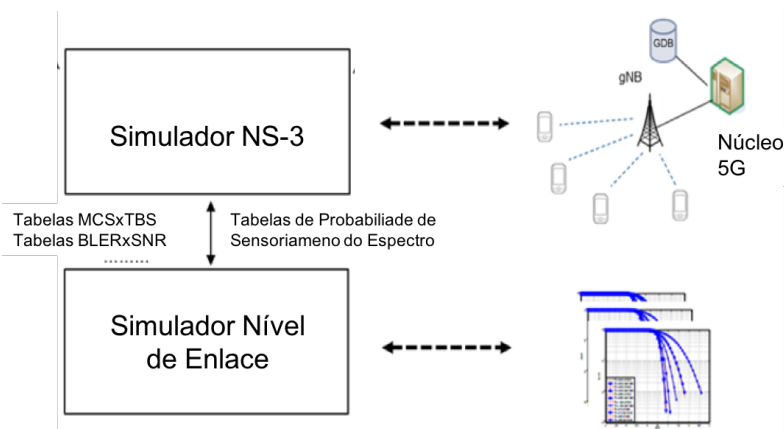 GDB
gNB
Simulador NS-3
Núcleo
5G
Tabelas MCSxTBS
Tabelas BLERxSNR
.........
Tabelas de Probabiliade de
Sensoriameno do Espectro
Simulador Nível
de Enlace